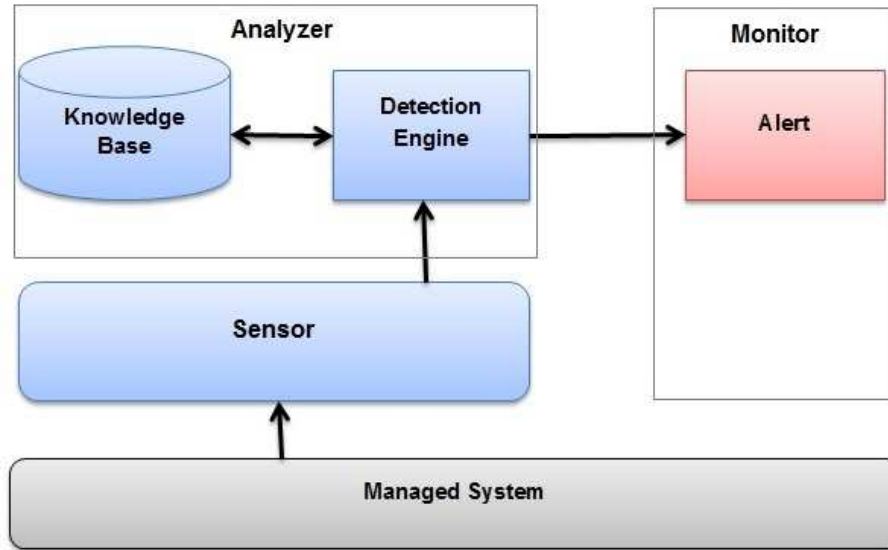 Analyzer
Monitor
Knowledge
Base
Detection
Engine
Alert
Sensor
Managed System